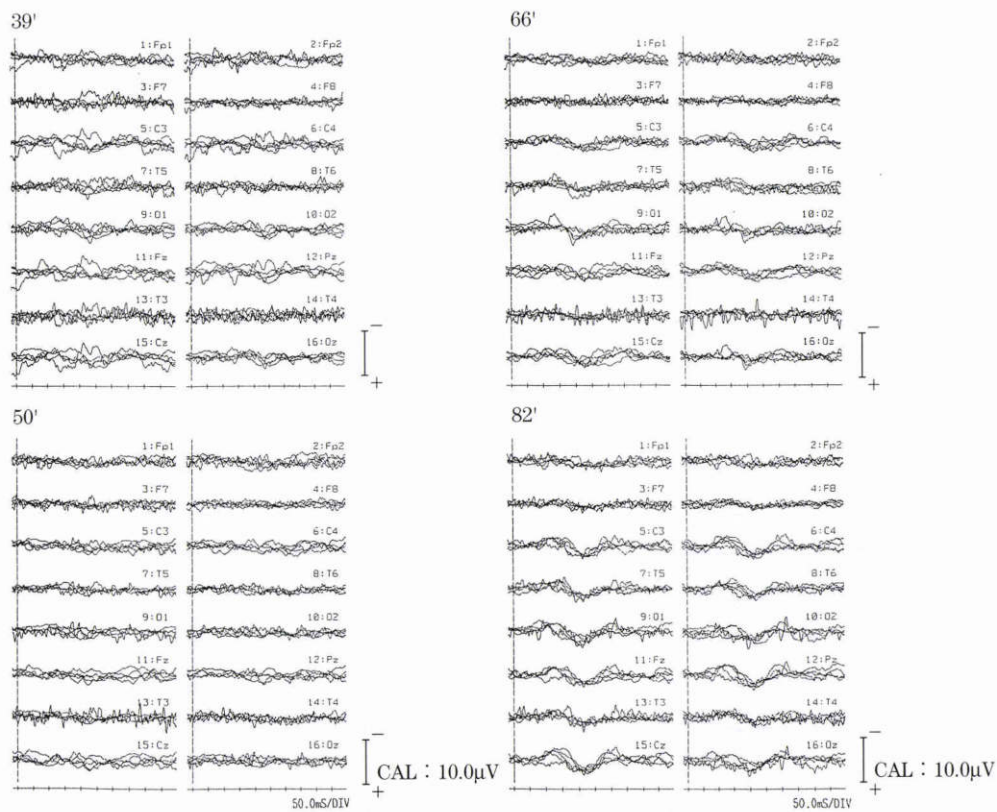 39'
1:Fp1 2:Fp2
3:F7 4:F8
5:C3 6:C4
7:T5 8:T6
9:O1 10:O2
11:Fz 12:Pz
13:T3 14:T4
15:Cz 16:Oz
−
+
66'
1:Fp1 2:Fp2
3:F7 4:F8
5:C3 6:C4
7:T5 8:T6
9:O1 10:O2
11:Fz 12:Pz
13:T3 14:T4
15:Cz 16:Oz
−
+
50'
1:Fp1 2:Fp2
3:F7 4:F8
5:C3 6:C4
7:T5 8:T6
9:O1 10:O2
11:Fz 12:Pz
13:T3 14:T4
15:Cz 16:Oz
−
CAL : 10.0μV
+
50.0mS/DIV
82'
1:Fp1 2:Fp2
3:F7 4:F8
5:C3 6:C4
7:T5 8:T6
9:O1 10:O2
11:Fz 12:Pz
13:T3 14:T4
15:Cz 16:Oz
−
CAL : 10.0μV
+
50.0mS/DIV